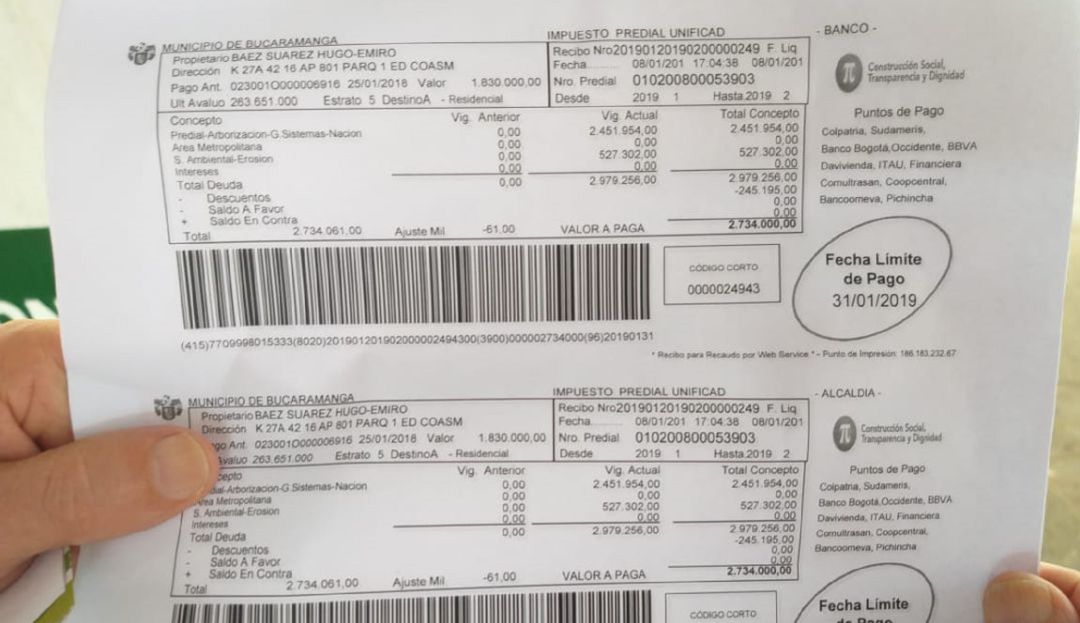 MUNICIPIO DE BUCARAMANGA
IMPUESTO PREDIAL UNIFICAD
- BANCO -
Propietario BAEZ SUAREZ HUGO-EMIRO
Recibo Nro201901201902000002​49 F. Liq
Dirección K 27A 42 16 AP 801 PARQ 1 ED COASM
Fecha 08/01/201 17:04:38 08/01/201
Pago Ant. 023001O000006916 25/01/2018 Valor 1.830.000,00
Nro. Predial 010200800053903
Ult Avaluo 263.651.000 Estrato 5 DestinoA - Residencial
Desde 2019 1 Hasta.2019 2
Construcción Social,
Transparencia y Dignidad
Concepto Vig. Anterior Vig. Actual Total Concepto
Predial-Arborizacion-G.Sistemas-Nacion 0,00 2.451.954,00 2.451.954,00
Area Metropolitana 0,00 0,00 0,00
S. Ambiental-Erosion 0,00 527.302,00 527.302,00
Intereses 0,00 0,00 0,00
Total Deuda 0,00 2.979.256,00 2.979.256,00
- Descuentos -245.195,00
- Saldo A Favor 0,00
+ Saldo En Contra 0,00
Total 2.734.061,00 Ajuste Mil -61,00 VALOR A PAGA 2.734.000,00
Puntos de Pago
Colpatria, Sudameris,
Banco Bogotá,Occidente, BBVA
Davivienda, ITAU, Financiera
Comultrasan, Coopcentral,
Bancoomeva, Pichincha
CÓDIGO CORTO
0000024943
Fecha Límite
de Pago
31/01/2019
(415)7709998015333(8020)201901201902000002494300(3900)000002734000(96)20190131
* Recibo para Recaudo por Web Service * - Punto de Impresión: 186.183.232.67
MUNICIPIO DE BUCARAMANGA
IMPUESTO PREDIAL UNIFICAD
- ALCALDIA -
Propietario BAEZ SUAREZ HUGO-EMIRO
Recibo Nro20190120190200000249 F. Liq
Dirección K 27A 42 16 AP 801 PARQ 1 ED COASM
Fecha 08/01/201 17:04:38 08/01/201
go Ant. 023001O000006916 25/01/2018 Valor 1.830.000,00
Nro. Predial 010200800053903
Avaluo 263.651.000 Estrato 5 DestinoA - Residencial
Desde 2019 1 Hasta.2019 2
Construcción Social,
Transparencia y Dignidad
cepto Vig. Anterior Vig. Actual Total Concepto
dial-Arborizacion-G.Sistemas-Nacion 0,00 2.451.954,00 2.451.954,00
rea Metropolitana 0,00 0,00 0,00
S. Ambiental-Erosion 0,00 527.302,00 527.302,00
Intereses 0,00 0,00 0,00
Total Deuda 0,00 2.979.256,00 2.979.256,00
- Descuentos -245.195,00
- Saldo A Favor 0,00
+ Saldo En Contra 0,00
Total 2.734.061,00 Ajuste Mil -61,00 VALOR A PAGA 2.734.000,00
Puntos de Pago
Colpatria, Sudameris,
Banco Bogotá,Occidente, BBVA
Davivienda, ITAU, Financiera
Comultrasan, Coopcentral,
Bancoomeva, Pichincha
CÓDIGO CORTO
Fecha Límite
de Pago